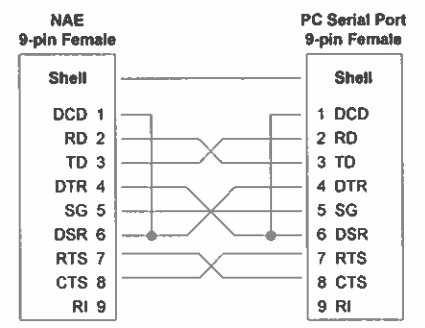 NAE
9-pin Female
PC Serial Port
9-pin Female
Shell
Shell
DCD 1
1 DCD
RD 2
2 RD
TD 3
3 TD
DTR 4
4 DTR
SG 5
5 SG
DSR 6
6 DSR
RTS 7
7 RTS
CTS 8
8 CTS
RI 9
9 RI